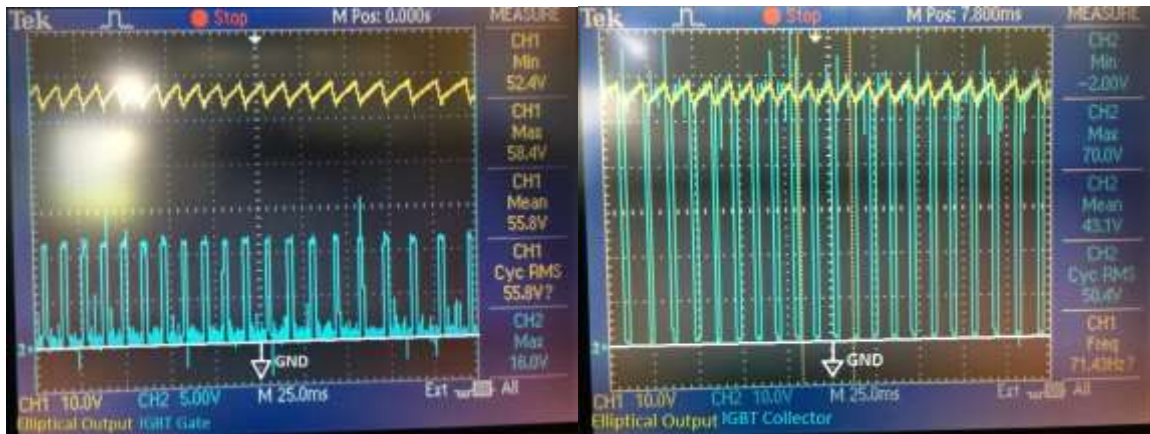 Tek Stop M Pos: 0.000s MEASURE
CH1
Min
52.4V
CH1
Max
58.4V
CH1
Mean
55.8V
CH1
Cyc RMS
55.8V?
CH2
Max
18.0V
2
GND
CH1 10.0V CH2 5.00V M 25.0ms Ext All
Elliptical Output IGBT Gate
Tek Stop M Pos: 7.800ms MEASURE
CH2
Min
-2.00V
CH2
Max
70.0V
CH2
Mean
43.1V
CH2
Cyc RMS
50.4V
CH1
Freq
71.43Hz?
2
GND
CH1 10.0V CH2 10.0V M 25.0ms Ext All
Elliptical Output IGBT Collector